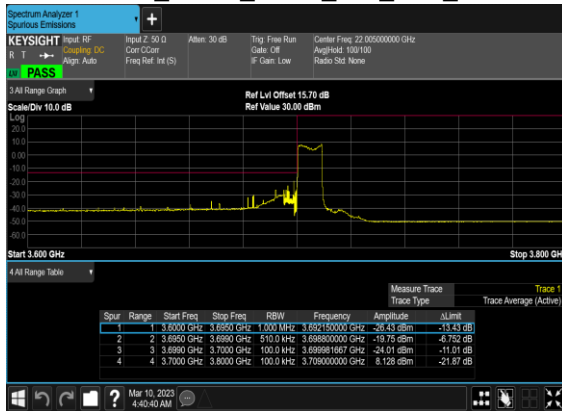 Spectrum Analyzer 1
Spurious Emissions
KEYSIGHT Input: RF Input Z: 50 Ω Atten: 30 dB Trig: Free Run Center Freq: 22.005000000 GHz
R T Coupling: DC Corr CCorr Gate: Off Avg|Hold: 100/100
Align: Auto Freq Ref: Int (S) IF Gain: Low Radio Std: None
PASS
3 All Range Graph
Ref Lvl Offset 15.70 dB
Scale/Div 10.0 dB Ref Value 30.00 dBm
Log
20.0
10.0
0.00
-10.0
-20.0
-30.0
-40.0
-50.0
-60.0
Start 3.600 GHz Stop 3.800 GH
4 All Range Table
Measure Trace Trace 1
Trace Type Trace Average (Active)
Spur Range Start Freq Stop Freq RBW Frequency Amplitude ΔLimit
1 1 3.6000 GHz 3.6950 GHz 1.000 MHz 3.692150000 GHz -26.43 dBm -13.43 dB
2 2 3.6950 GHz 3.6990 GHz 510.0 kHz 3.698800000 GHz -19.75 dBm -6.752 dB
3 3 3.6990 GHz 3.7000 GHz 100.0 kHz 3.699981667 GHz -24.01 dBm -11.01 dB
4 4 3.7000 GHz 3.8000 GHz 100.0 kHz 3.709000000 GHz 8.128 dBm -21.87 dB
Mar 10, 2023
4:40:40 AM